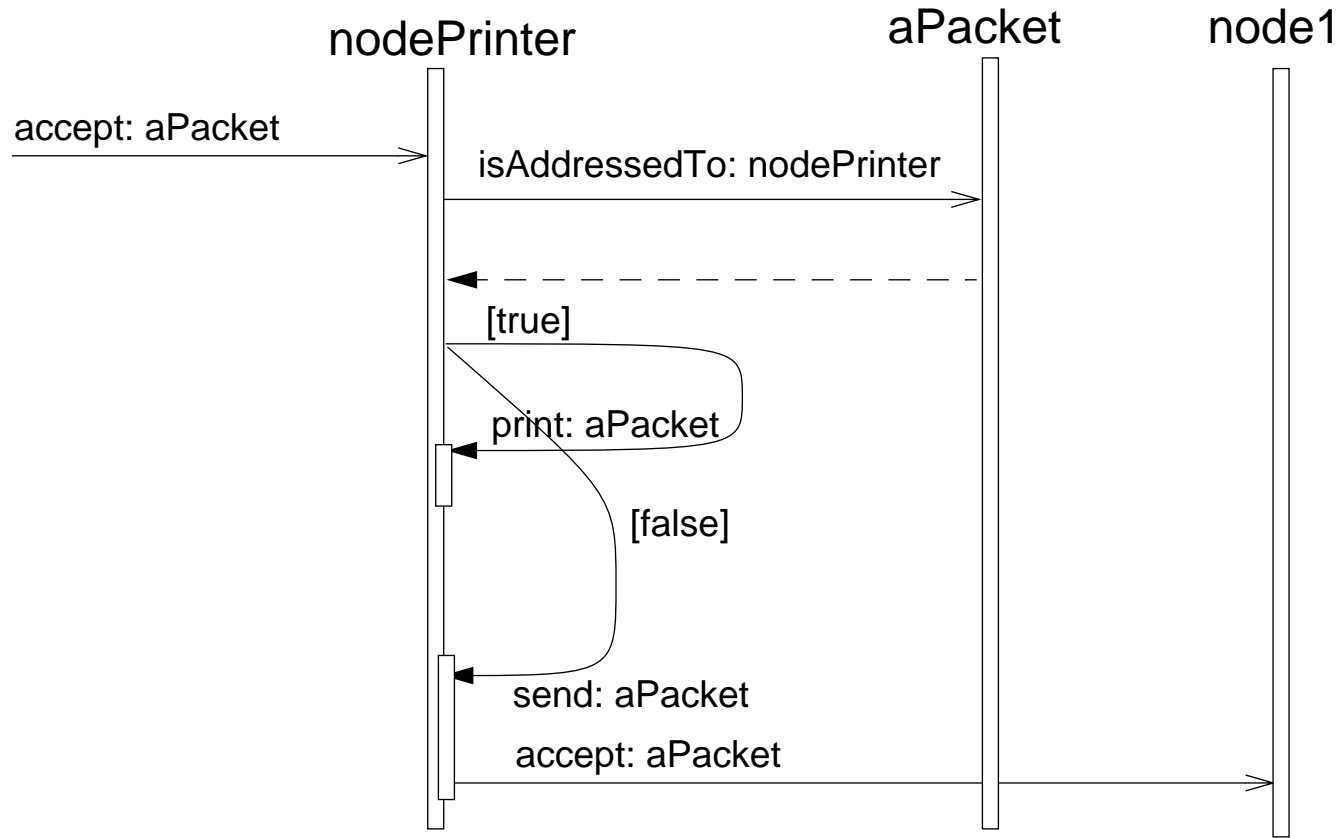 nodePrinter
aPacket
node1
accept: aPacket
isAddressedTo: nodePrinter
[true]
print: aPacket
[false]
send: aPacket
accept: aPacket